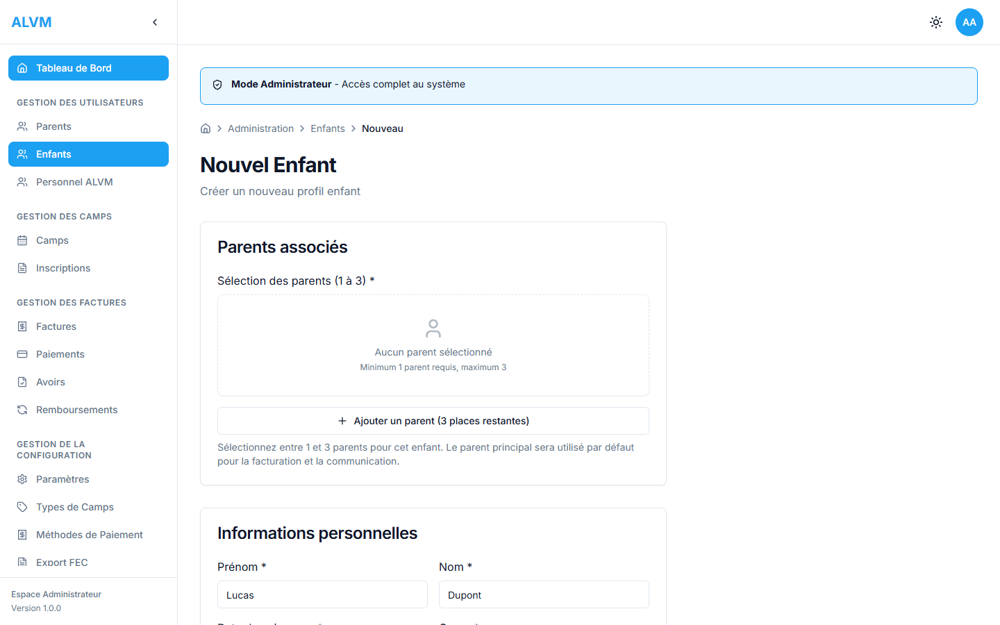 ALVM
AA
Tableau de Bord
GESTION DES UTILISATEURS
Parents
Enfants
Personnel ALVM
GESTION DES CAMPS
Camps
Inscriptions
GESTION DES FACTURES
Factures
Paiements
Avoirs
Remboursements
GESTION DE LA
CONFIGURATION
Paramètres
Types de Camps
Méthodes de Paiement
Export FEC
Espace Administrateur
Version 1.0.0
Mode Administrateur - Accès complet au système
Administration > Enfants > Nouveau
Nouvel Enfant
Créer un nouveau profil enfant
Parents associés
Sélection des parents (1 à 3) *
Aucun parent sélectionné
Minimum 1 parent requis, maximum 3
+ Ajouter un parent (3 places restantes)
Sélectionnez entre 1 et 3 parents pour cet enfant. Le parent principal sera utilisé par défaut
pour la facturation et la communication.
Informations personnelles
Prénom * Nom *
Lucas Dupont